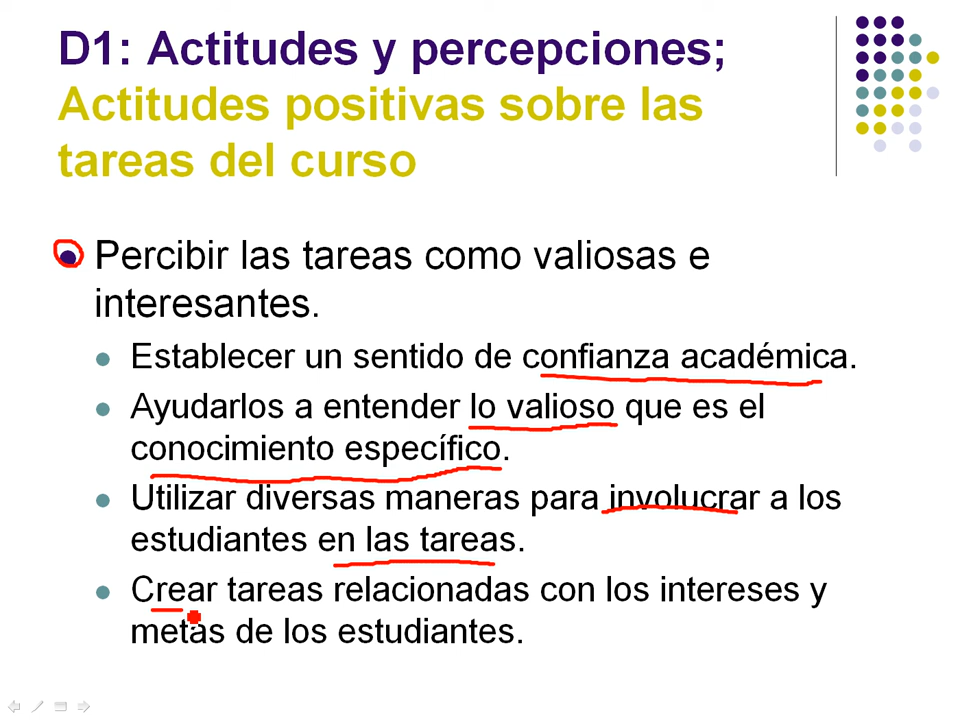 D1: Actitudes y percepciones;
Actitudes positivas sobre las
tareas del curso
Percibir las tareas como valiosas e
interesantes.
Establecer un sentido de confianza académica.
Ayudarlos a entender lo valioso que es el
conocimiento específico.
Utilizar diversas maneras para involucrar a los
estudiantes en las tareas.
Crear tareas relacionadas con los intereses y
metas de los estudiantes.